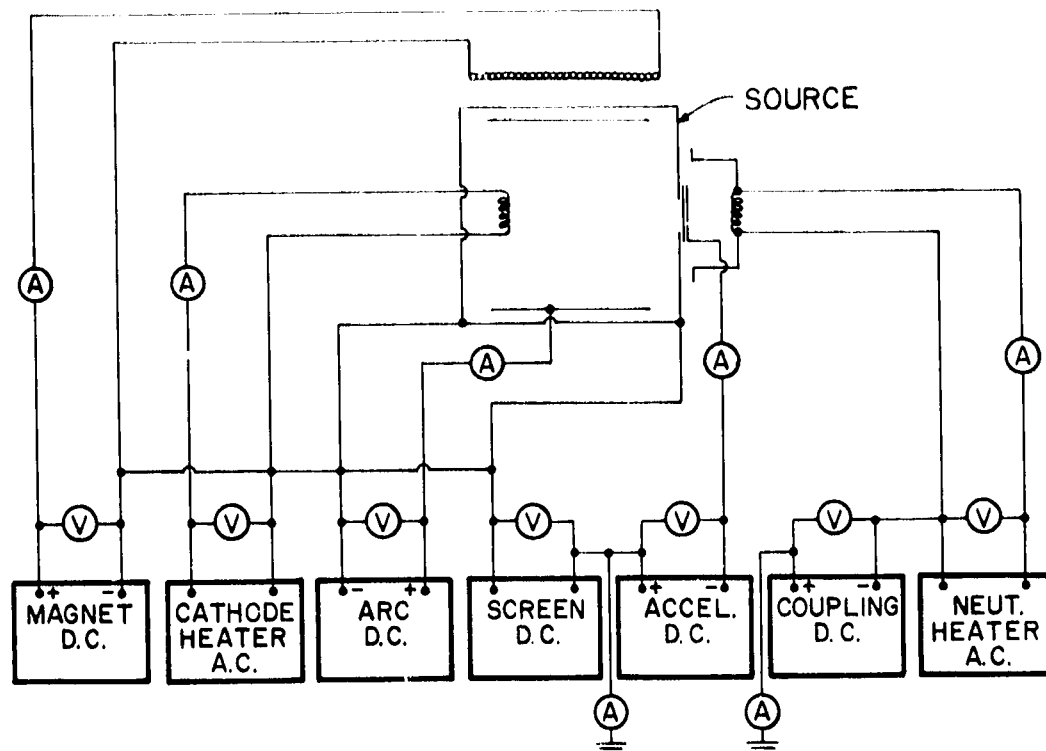 SOURCE
A
A
A
A
A
V
V
V
V
V
V
V
+ -
- +
+ -
+ -
MAGNET
D.C.
CATHODE
HEATER
A.C.
ARC
D.C.
SCREEN
D.C.
ACCEL.
D.C.
COUPLING
D.C.
NEUT.
HEATER
A.C.
A
A